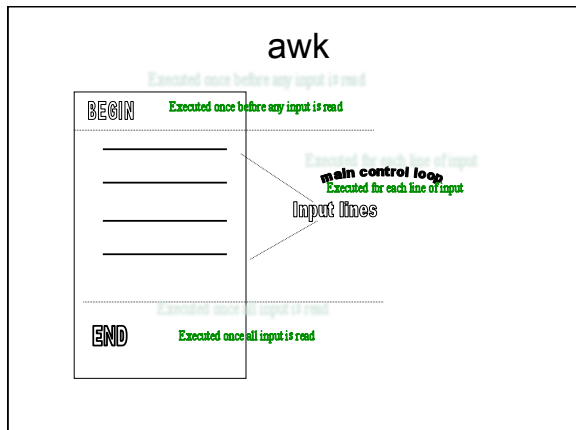 awk
Executed once before any input is read
BEGIN
Executed once before any input is read
Executed for each line of input
main control loop
Executed for each line of input
Input lines
Executed once all input is read
END
Executed once all input is read